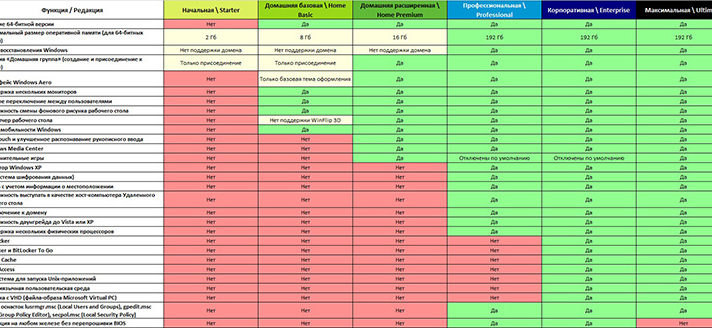 Функция / Редакция Начальная \ Starter Домашняя базовая \ Home Basic Домашняя расширенная \ Home Premium Профессиональная \ Professional Корпоративная \ Enterprise Максимальная \ Ultim
ие 64-битной версии Нет Да Да Да Да Да
мальный размер оперативной памяти (для 64-битных 2 Гб 8 Гб 16 Гб 192 Гб 192 Гб 192 Гб
восстановления Windows Нет поддержки домена Нет поддержки домена Нет поддержки домена Да Да Да
«Домашняя группа» (создание и присоединение к Только присоединение Только присоединение Да Да Да Да
фейс Windows Aero Нет Только базовая тема оформления Да Да Да Да
ержка нескольких мониторов Нет Да Да Да Да Да
ое переключение между пользователями Нет Да Да Да Да Да
жность смены фонового рисунка рабочего стола Нет Да Да Да Да Да
чер рабочего стола Нет Нет поддержки WinFlip 3D Да Да Да Да
мобильности Windows Нет Да Да Да Да Да
ouch и улучшенное распознавание рукописного ввода Нет Нет Да Да Да Да
ows Media Center Нет Нет Да Да Да Да
нительные игры Нет Нет Да Отключены по умолчанию Отключены по умолчанию Да
тор Windows XP Нет Нет Нет Да Да Да
истема шифрования данных) Нет Нет Нет Да Да Да
ь с учетом информации о местоположении Нет Нет Нет Да Да Да
можность выступать в качестве хост-компьютера Удаленного
его стола Нет Нет Нет Да Да Да
лючение к домену Нет Нет Нет Да Да Да
жность даунгрейда до Vista или XP Нет Нет Нет Да Да Да
ержка нескольких физических процессоров Нет Нет Нет Да Да Да
cker Нет Нет Нет Нет Да Да
er и BitLocker To Go Нет Нет Нет Нет Да Да
Cache Нет Нет Нет Нет Да Да
Access Нет Нет Нет Нет Да Да
стема для запуска Unix-приложений Нет Нет Нет Нет Да Да
оязычная пользовательская среда Нет Нет Нет Нет Да Да
ка с VHD (файла-образа Microsoft Virtual PC) Нет Нет Нет Нет Да Да
оснасток lusrmgr.msc (Local Users and Groups), gpedit.msc
Group Policy Editor), secpol.msc (Local Security Policy) Нет Нет Нет Да Да Да
ция на любом железе без перепрошивки BIOS Нет Нет Нет Да Да Нет